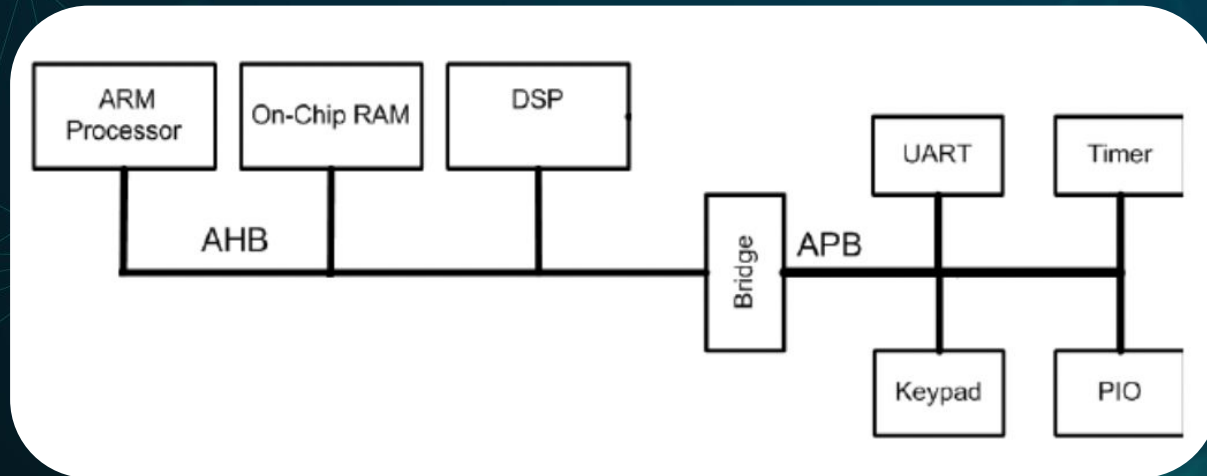 ARM
Processor
On-Chip RAM
DSP
UART
Timer
AHB
Bridge
APB
Keypad
PIO